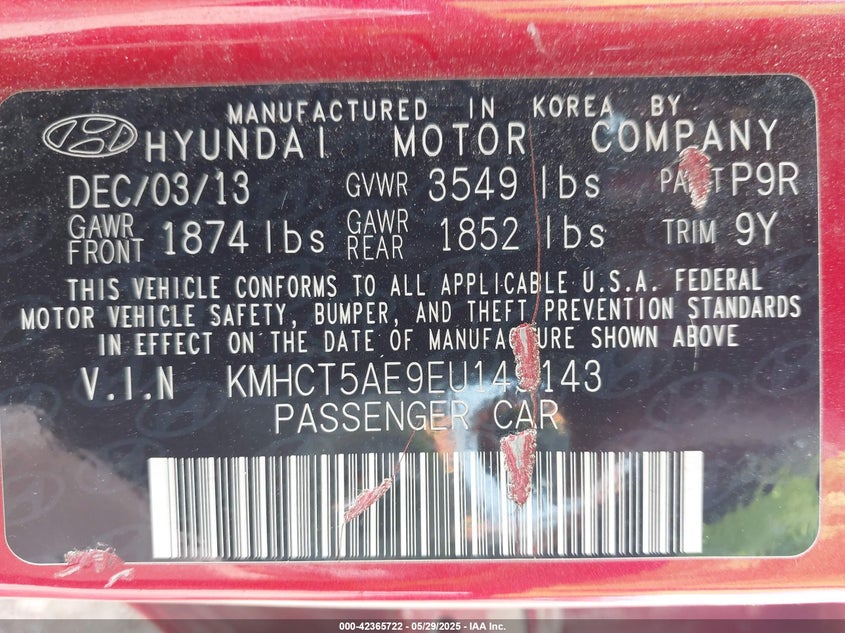 MANUFACTURED IN KOREA BY
HYUNDAI MOTOR COMPANY
DEC/03/13 GVWR 3549 lbs PAINT P9R
GAWR FRONT 1874 lbs GAWR REAR 1852 lbs TRIM 9Y
THIS VEHICLE CONFORMS TO ALL APPLICABLE U.S.A. FEDERAL
MOTOR VEHICLE SAFETY, BUMPER, AND THEFT PREVENTION STANDARDS
IN EFFECT ON THE DATE OF MANUFACTURE SHOWN ABOVE
V.I.N KMHCT5AE9EU149143
PASSENGER CAR
000-42365722 - 05/29/2025 - IAA Inc.